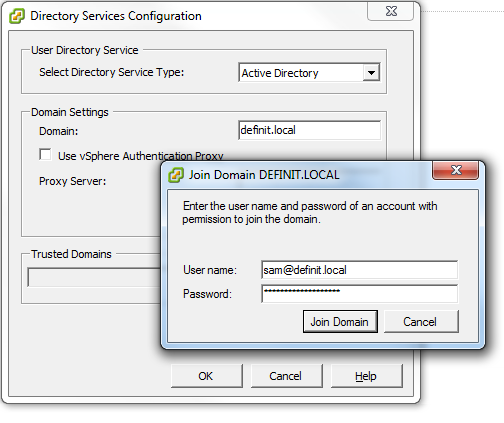 Directory Services Configuration
User Directory Service
Select Directory Service Type:
Active Directory
Domain Settings
Domain:
definit.local
Use vSphere Authentication Proxy
Proxy Server:
Trusted Domains
OK
Cancel
Help
Join Domain DEFINIT.LOCAL
Enter the user name and password of an account with
permission to join the domain.
User name:
sam@definit.local
Password:
*******************
Join Domain
Cancel